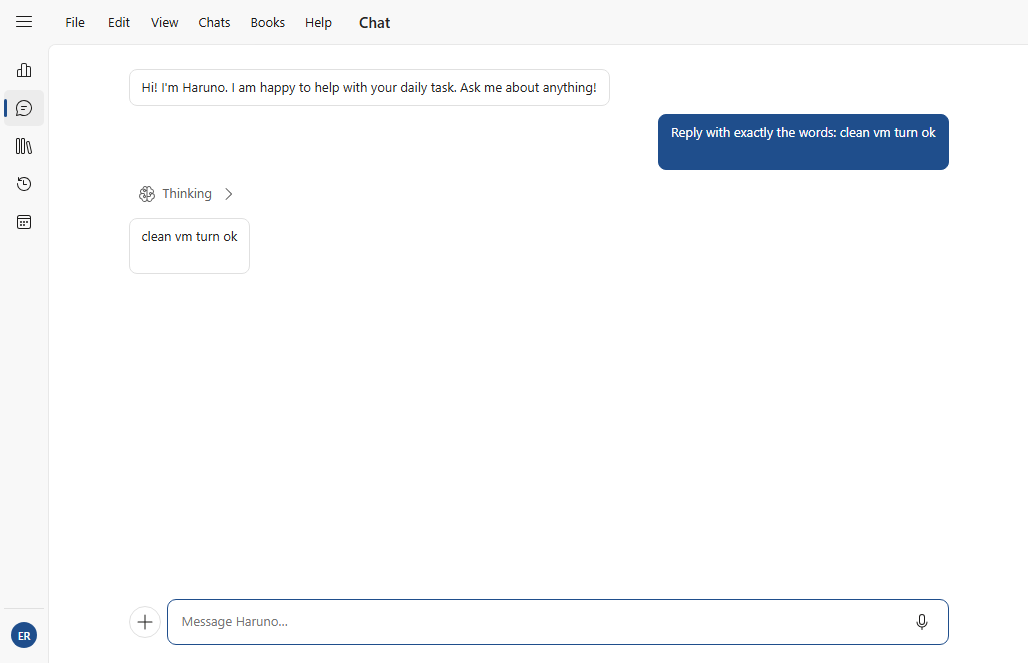 File Edit View Chats Books Help Chat
Hi! I'm Haruno. I am happy to help with your daily task. Ask me about anything!
Reply with exactly the words: clean vm turn ok
Thinking
clean vm turn ok
Message Haruno...
ER